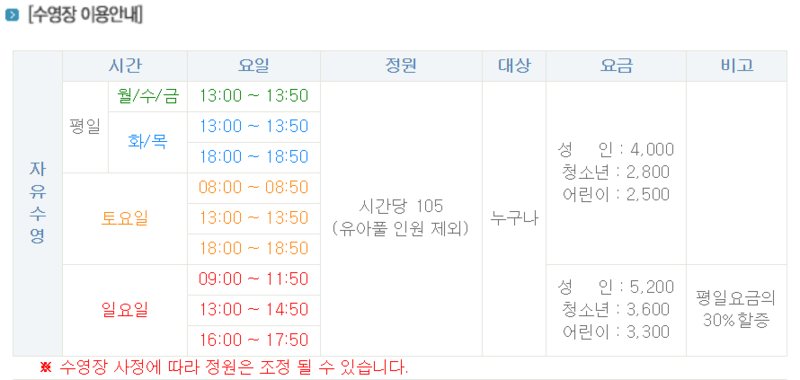 [수영장 이용안내]
시간 요일 정원 대상 요금 비고
자유수영
평일
월/수/금 13:00 ~ 13:50
화/목 13:00 ~ 13:50
18:00 ~ 18:50
토요일 08:00 ~ 08:50
13:00 ~ 13:50
18:00 ~ 18:50
일요일 09:00 ~ 11:50
13:00 ~ 14:50
16:00 ~ 17:50
시간당 105
(유아풀 인원 제외)
누구나
성 인 : 4,000
청소년 : 2,800
어린이 : 2,500
성 인 : 5,200
청소년 : 3,600
어린이 : 3,300
평일요금의
30%할증
※ 수영장 사정에 따라 정원은 조정 될 수 있습니다.